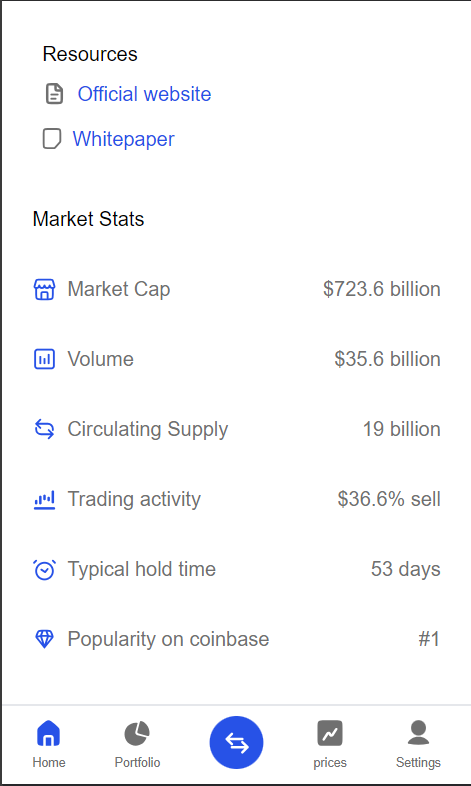 Resources
Official website
Whitepaper
Market Stats
Market Cap $723.6 billion
Volume $35.6 billion
Circulating Supply 19 billion
Trading activity $36.6% sell
Typical hold time 53 days
Popularity on coinbase #1
Home Portfolio prices Settings